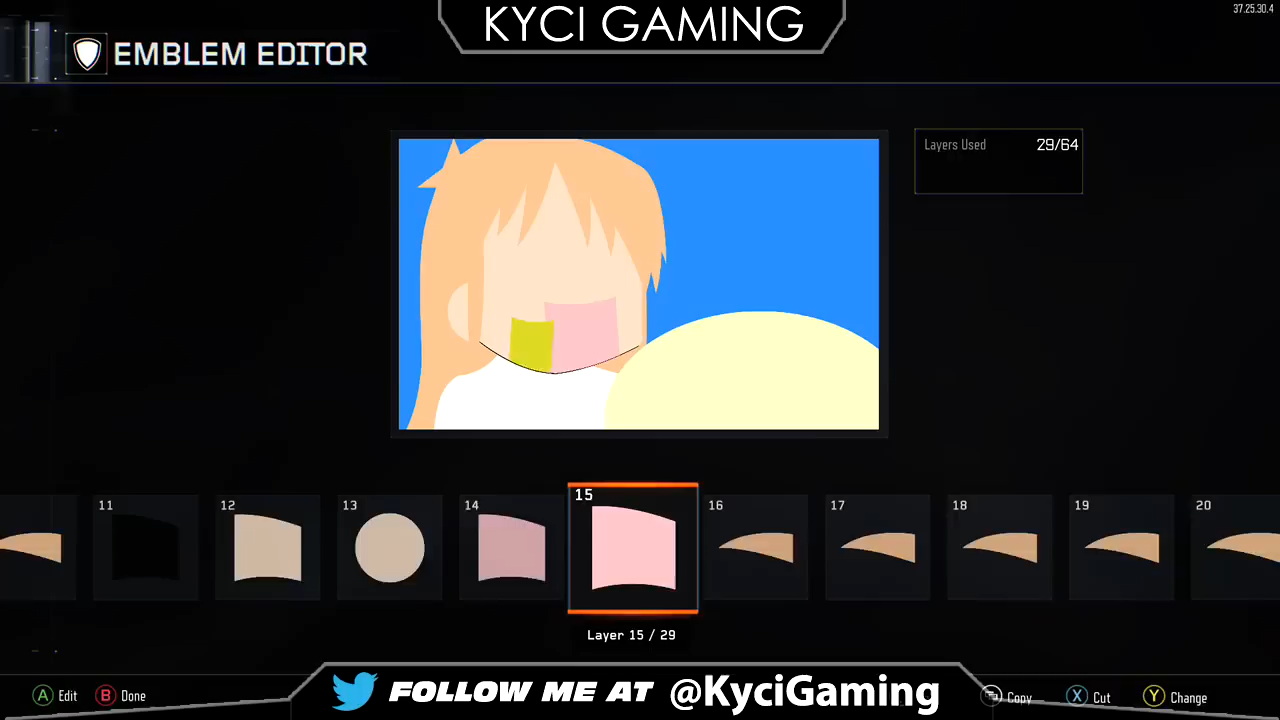 37.25.30.4
KYCI GAMING
EMBLEM EDITOR
Layers Used 29/64
11 12 13 14 15 16 17 18 19 20
Layer 15 / 29
A Edit B Done
FOLLOW ME AT @KyciGaming
Copy X Cut Y Change